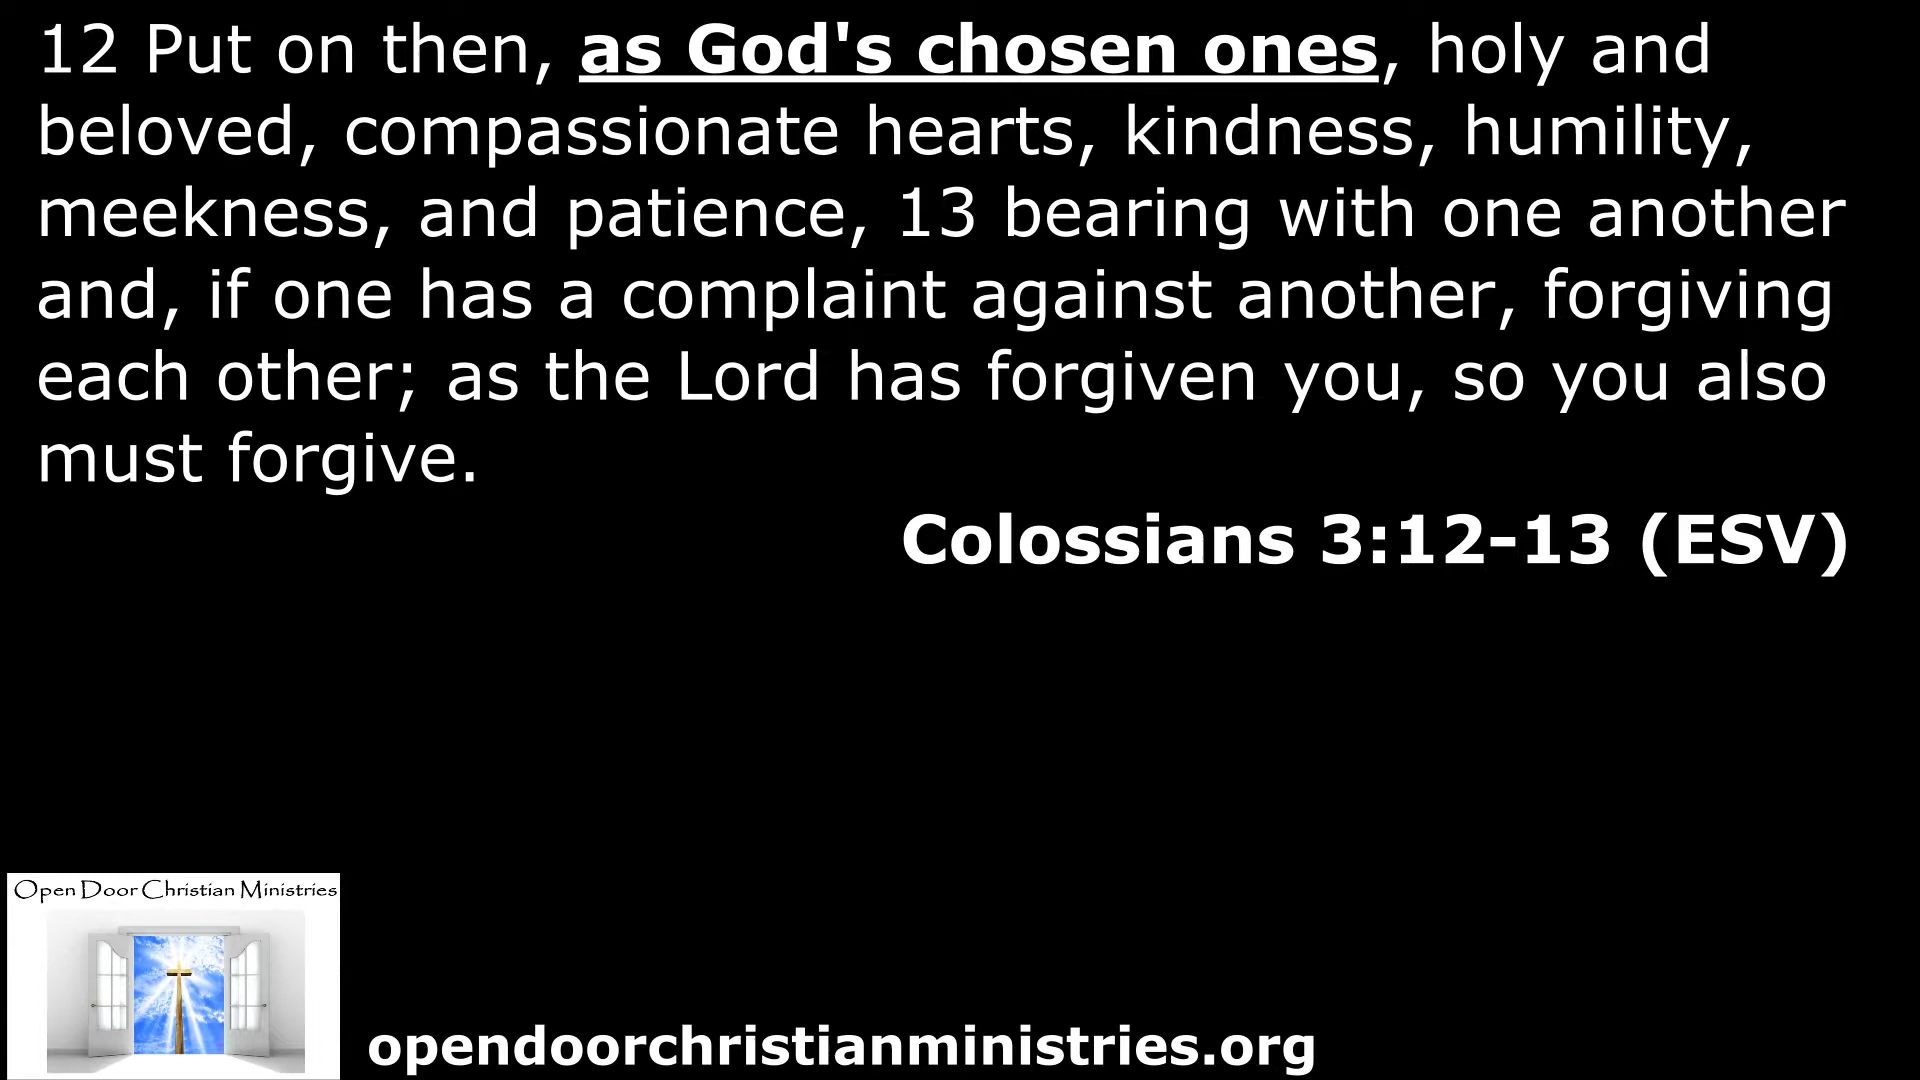 12 Put on then, as God's chosen ones, holy and
beloved, compassionate hearts, kindness, humility,
meekness, and patience, 13 bearing with one another
and, if one has a complaint against another, forgiving
each other; as the Lord has forgiven you, so you also
must forgive.
Colossians 3:12-13 (ESV)
Open Door Christian Ministries
opendoorchristianministries.org